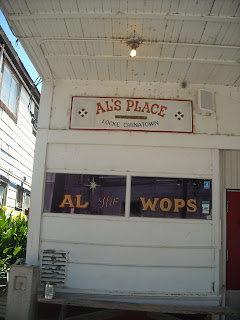 AL'S PLACE
LOCKE CHINATOWN
AL the WOPS